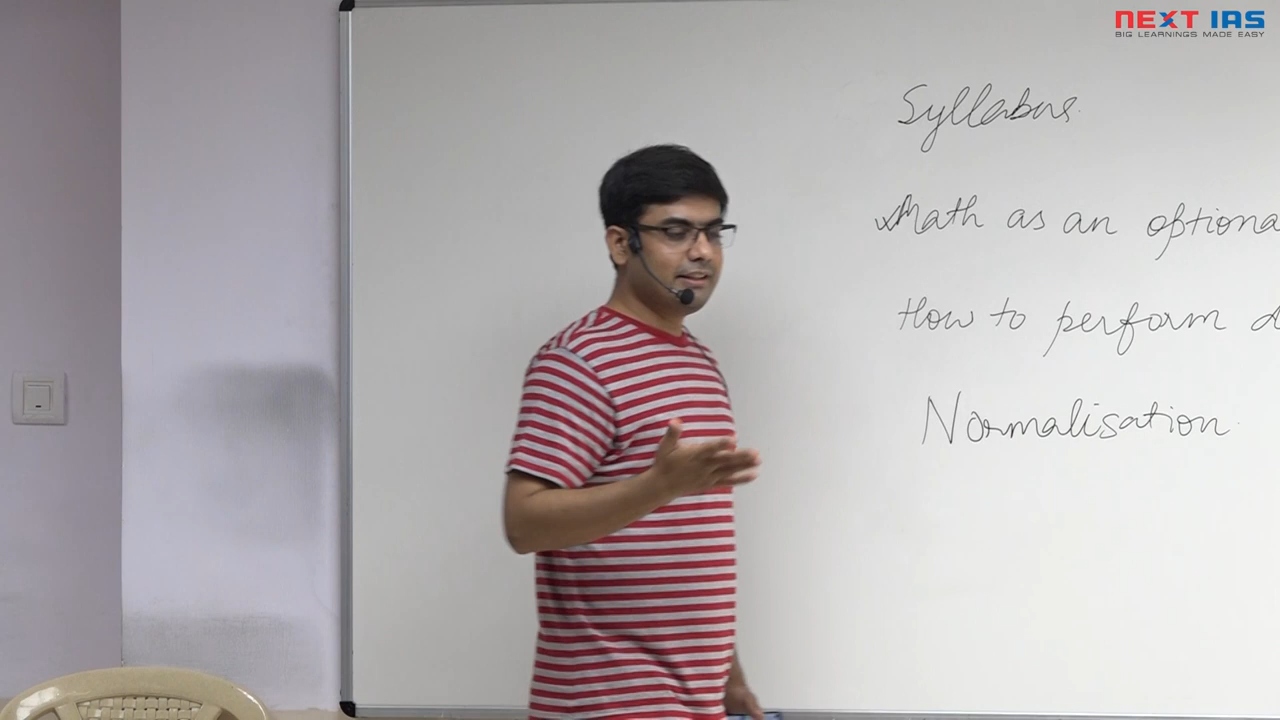 NEXT IAS
BIG LEARNINGS MADE EASY
Syllabus
Math as an optiona
How to perform
Normalisation